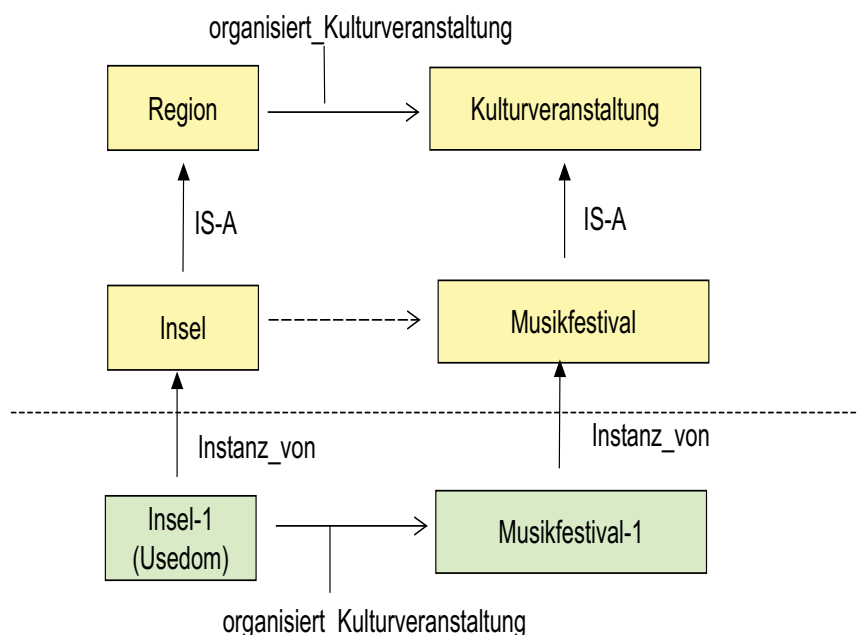 organisiert_Kulturveranstaltung
Region
Kulturveranstaltung
IS-A
IS-A
Insel
Musikfestival
Instanz_von
Instanz_von
Insel-1
(Usedom)
Musikfestival-1
organisiert_Kulturveranstaltung